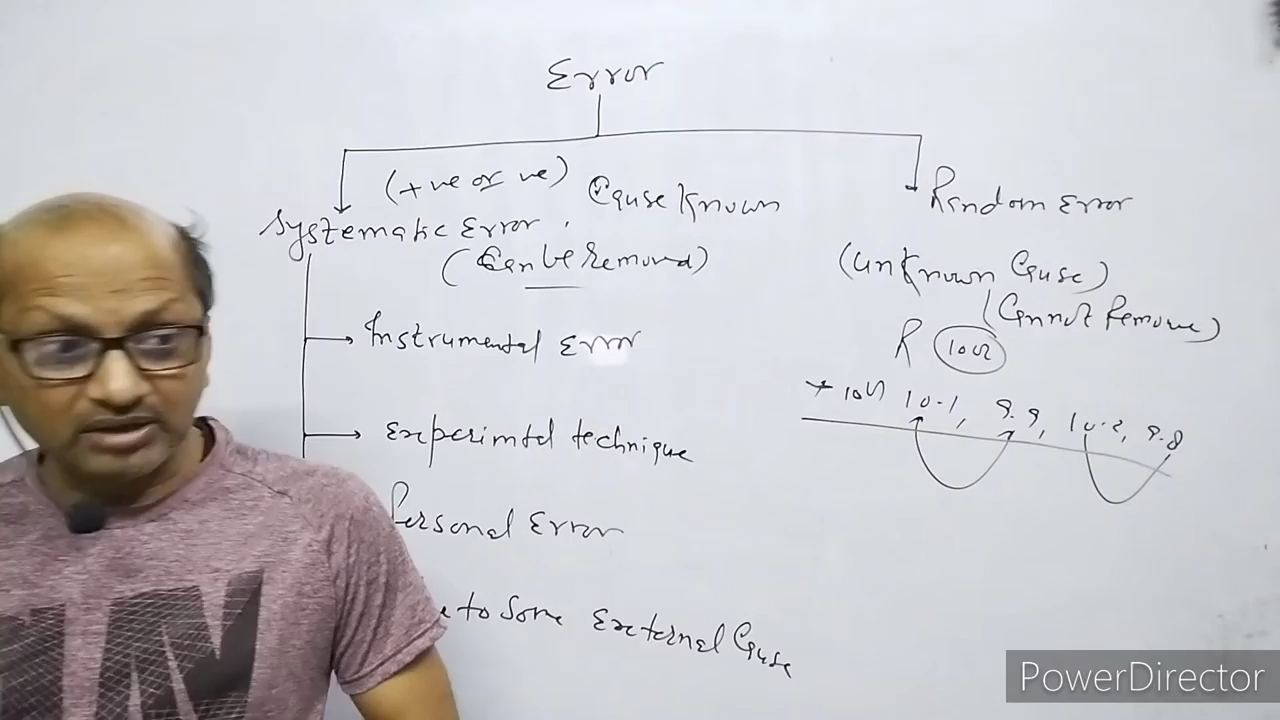 Error
(+ve or ve) Cause Known
Systematic Error
(Can be Removed)
Instrumental Error
Experimtal technique
Personal Error
to Some External Cause
Random Error
(Unknown Cause)
(Cannot Remove)
R 10Ω
10.1, 9.9, 10.2, 9.8
PowerDirector